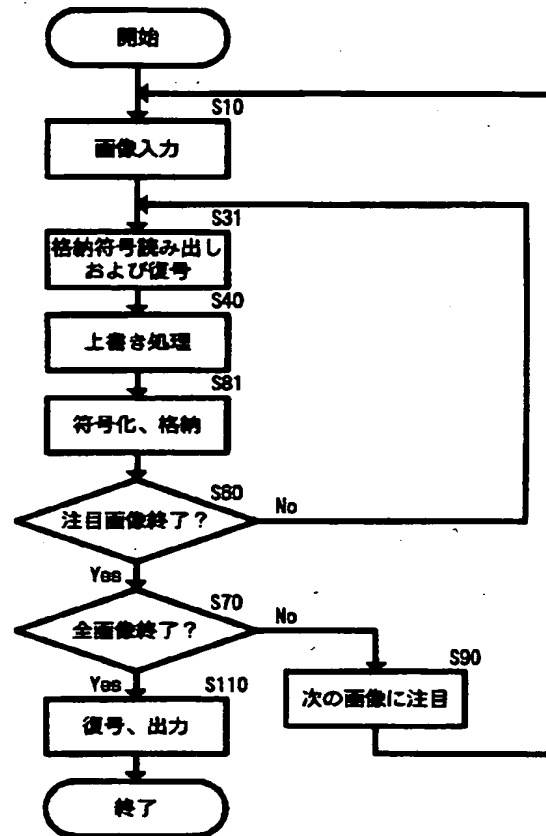 開始
S10
画像入力
S31
格納符号読み出し
および復号
S40
上書き処理
S81
符号化、格納
S80
注目画像終了?
No
Yes
S70
全画像終了?
No
Yes
S110
S90
復号、出力
次の画像に注目
終了